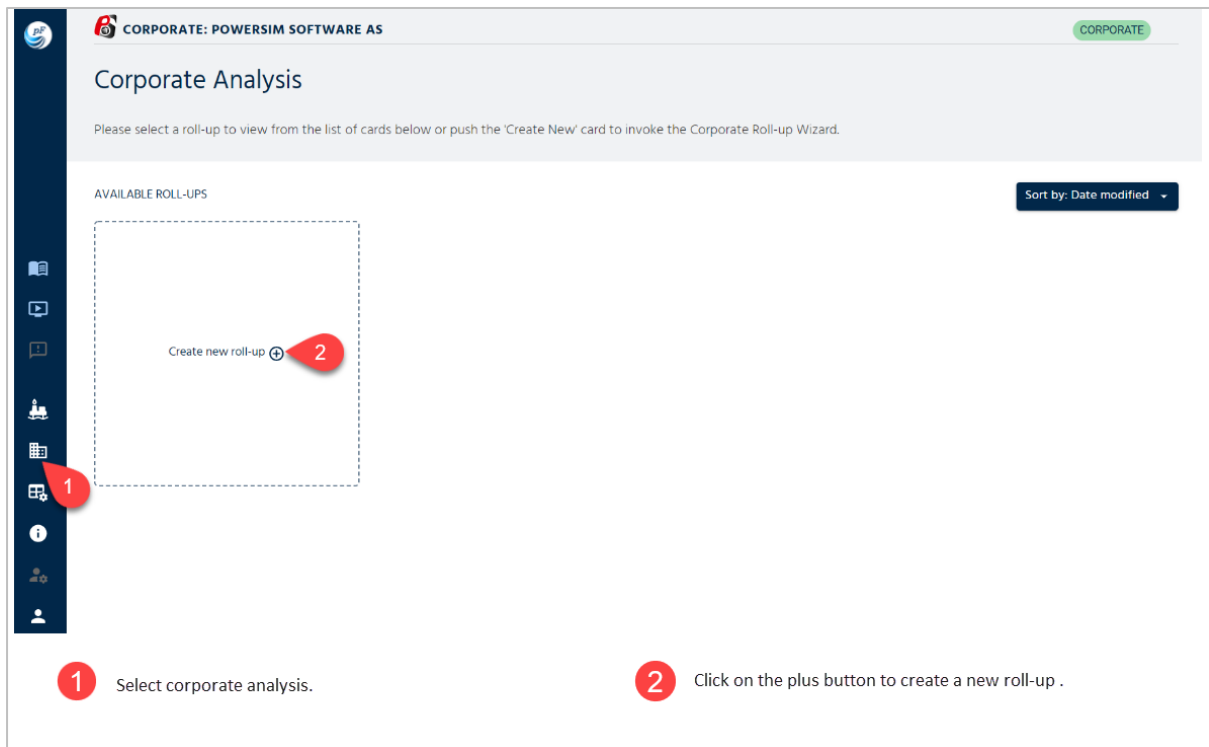 pF
CORPORATE: POWERSIM SOFTWARE AS
CORPORATE
Corporate Analysis
Please select a roll-up to view from the list of cards below or push the 'Create New' card to invoke the Corporate Roll-up Wizard.
AVAILABLE ROLL-UPS
Sort by: Date modified
Create new roll-up
2
1
1 Select corporate analysis.
2 Click on the plus button to create a new roll-up .